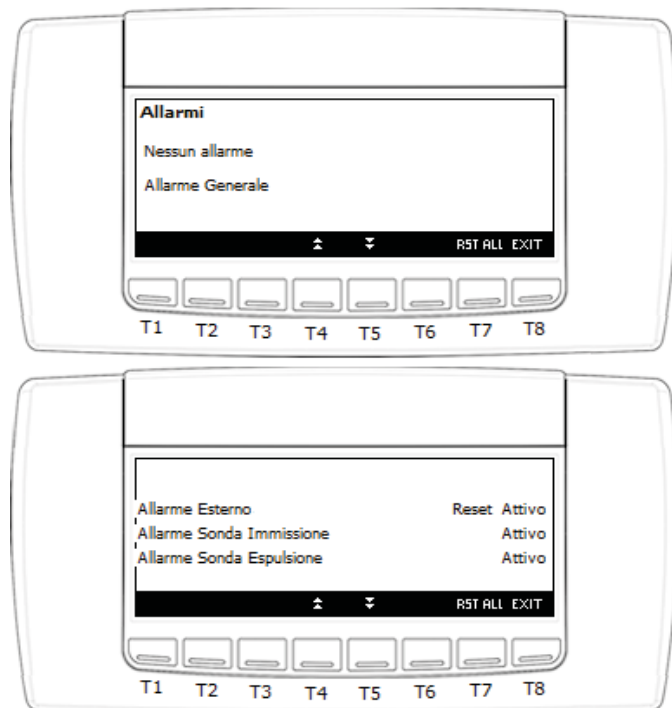 Allarmi
Nessun allarme
Allarme Generale
RST ALL EXIT
T1 T2 T3 T4 T5 T6 T7 T8
Allarme Esterno Reset Attivo
Allarme Sonda Immissione Attivo
Allarme Sonda Espulsione Attivo
RST ALL EXIT
T1 T2 T3 T4 T5 T6 T7 T8